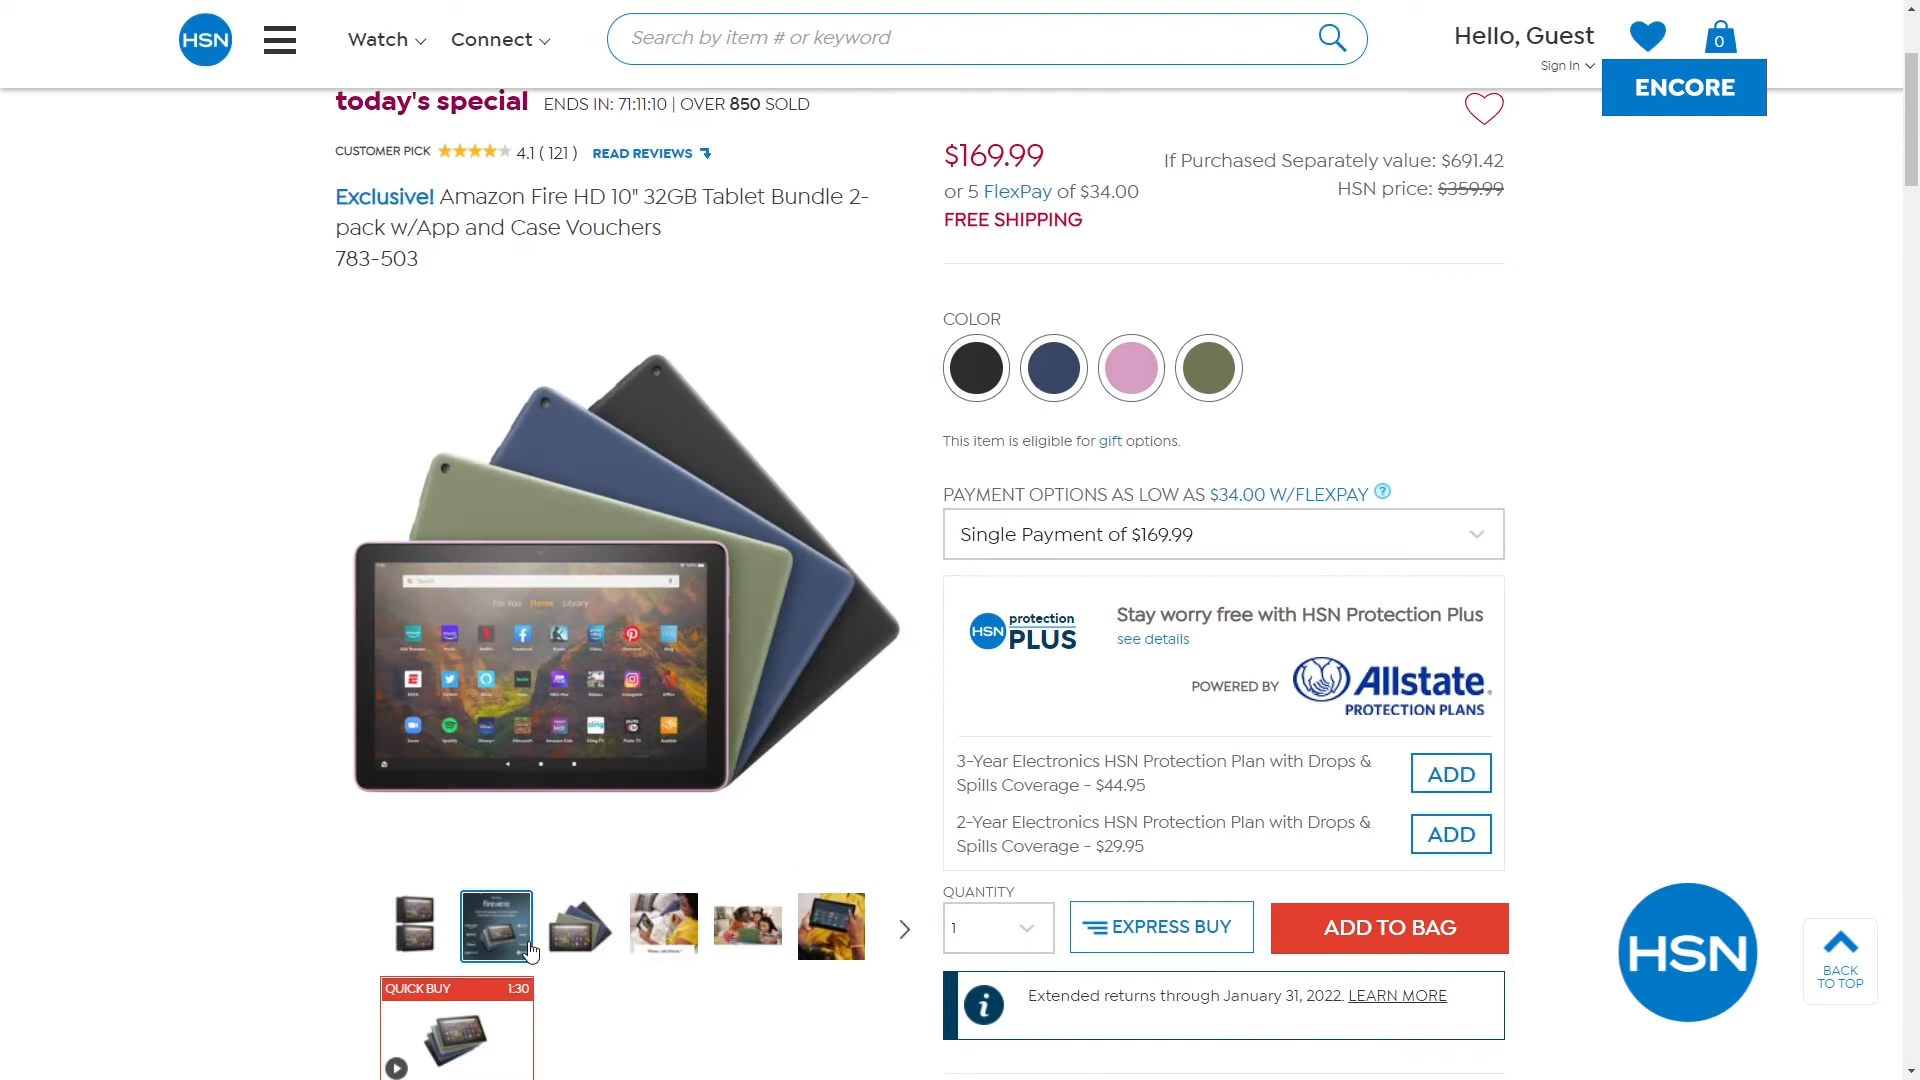 HSN
Watch
Connect
Search by item # or keyword
Hello, Guest
Sign In
0
ENCORE
today's special ENDS IN: 71:11:10 | OVER 850 SOLD
CUSTOMER PICK 4.1 ( 121 ) READ REVIEWS
Exclusive! Amazon Fire HD 10" 32GB Tablet Bundle 2-
pack w/App and Case Vouchers
783-503
$169.99
or 5 FlexPay of $34.00
FREE SHIPPING
If Purchased Separately value: $691.42
HSN price: $359.99
COLOR
This item is eligible for gift options.
PAYMENT OPTIONS AS LOW AS $34.00 W/FLEXPAY ?
Single Payment of $169.99
HSN protection PLUS
Stay worry free with HSN Protection Plus
see details
POWERED BY Allstate
PROTECTION PLANS
3-Year Electronics HSN Protection Plan with Drops &
Spills Coverage - $44.95
ADD
2-Year Electronics HSN Protection Plan with Drops &
Spills Coverage - $29.95
ADD
QUANTITY
1
EXPRESS BUY
ADD TO BAG
i
Extended returns through January 31, 2022. LEARN MORE
Search
For You Home Library
QUICK BUY 1:30
HSN
BACK
TO TOP